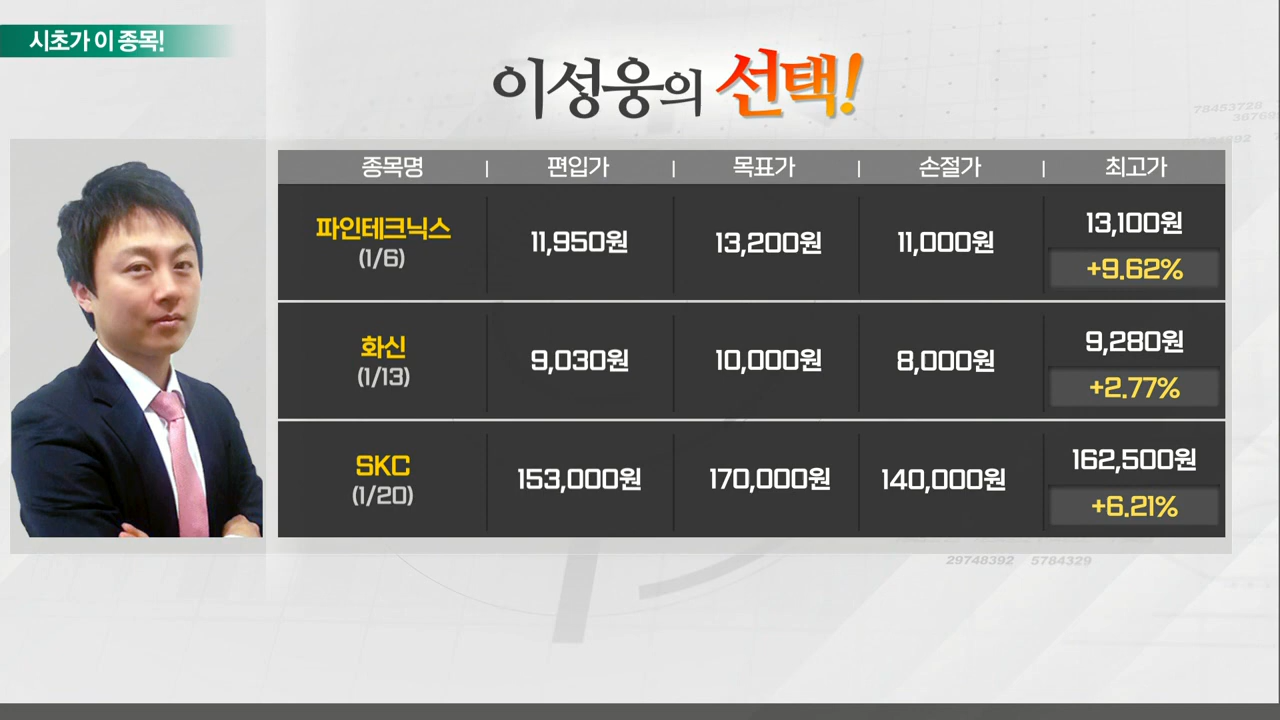 시초가 이 종목!
이성웅의 선택!
종목명 | 편입가 | 목표가 | 손절가 | 최고가
파인테크닉스 11,950원 13,200원 11,000원 13,100원
(1/6) +9.62%
화신 9,030원 10,000원 8,000원 9,280원
(1/13) +2.77%
SKC 153,000원 170,000원 140,000원 162,500원
(1/20) +6.21%
78453728
29748392 5784329